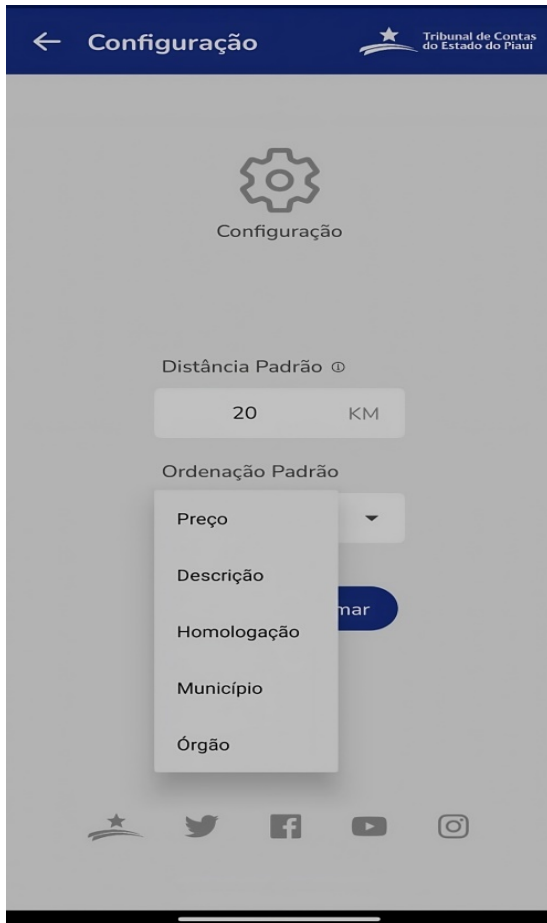 Configuração
Tribunal de Contas
do Estado do Piauí
Configuração
Distância Padrão
20 KM
Ordenação Padrão
Preço
Descrição
Homologação
Município
Órgão
mar